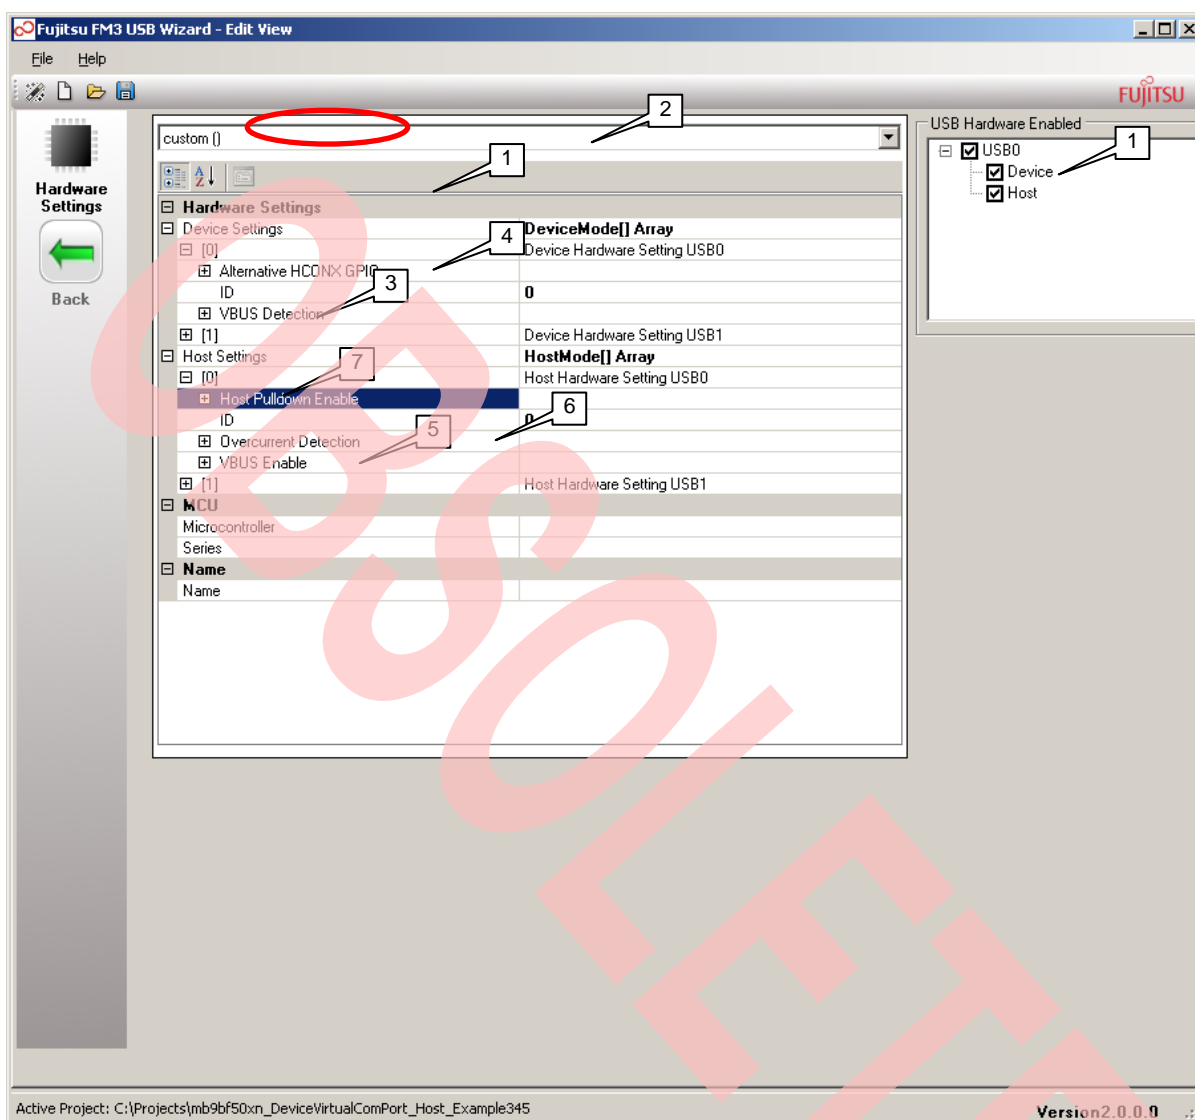 Fujitsu FM3 USB Wizard - Edit View
File Help
FUJITSU
Hardware
Settings
Back
custom ()
2
1
Hardware Settings
Device Settings DeviceMode[] Array
4
[0] Device Hardware Setting USB0
Alternative HCONX GPIO
3
ID 0
VBUS Detection
[1] Device Hardware Setting USB1
Host Settings HostMode[] Array
7
[0] Host Hardware Setting USB0
Host Pulldown Enable
6
ID 0
5
Overcurrent Detection
VBUS Enable
[1] Host Hardware Setting USB1
MCU
Microcontroller
Series
Name
Name
USB Hardware Enabled
1
USB0
Device
Host
OBSOLETE
Active Project: C:\Projects\mb9bf50xn_DeviceVirtualComPort_Host_Example345
Version2.0.0.0